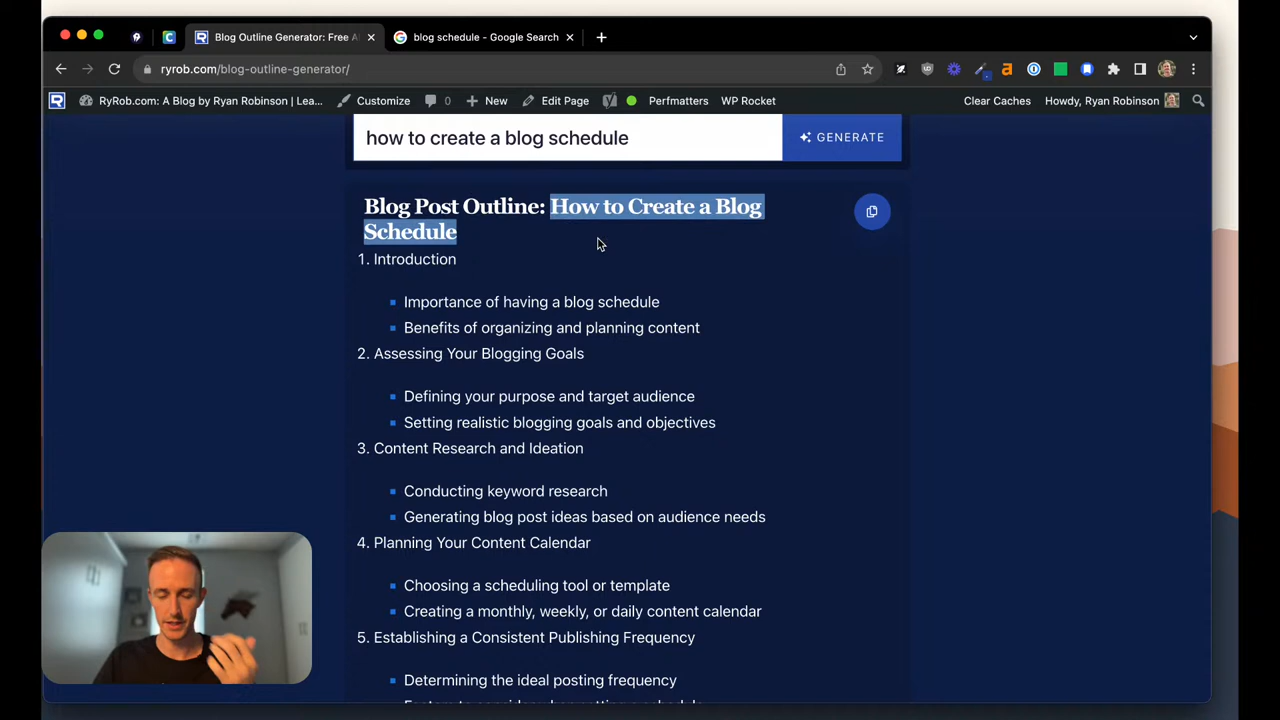 Blog Outline Generator: Free A
blog schedule - Google Search
ryrob.com/blog-outline-generator/
RyRob.com: A Blog by Ryan Robinson | Lea...
Customize
0
New
Edit Page
Perfmatters
WP Rocket
Clear Caches
Howdy, Ryan Robinson
how to create a blog schedule
GENERATE
Blog Post Outline: How to Create a Blog
Schedule
1. Introduction
Importance of having a blog schedule
Benefits of organizing and planning content
2. Assessing Your Blogging Goals
Defining your purpose and target audience
Setting realistic blogging goals and objectives
3. Content Research and Ideation
Conducting keyword research
Generating blog post ideas based on audience needs
4. Planning Your Content Calendar
Choosing a scheduling tool or template
Creating a monthly, weekly, or daily content calendar
5. Establishing a Consistent Publishing Frequency
Determining the ideal posting frequency